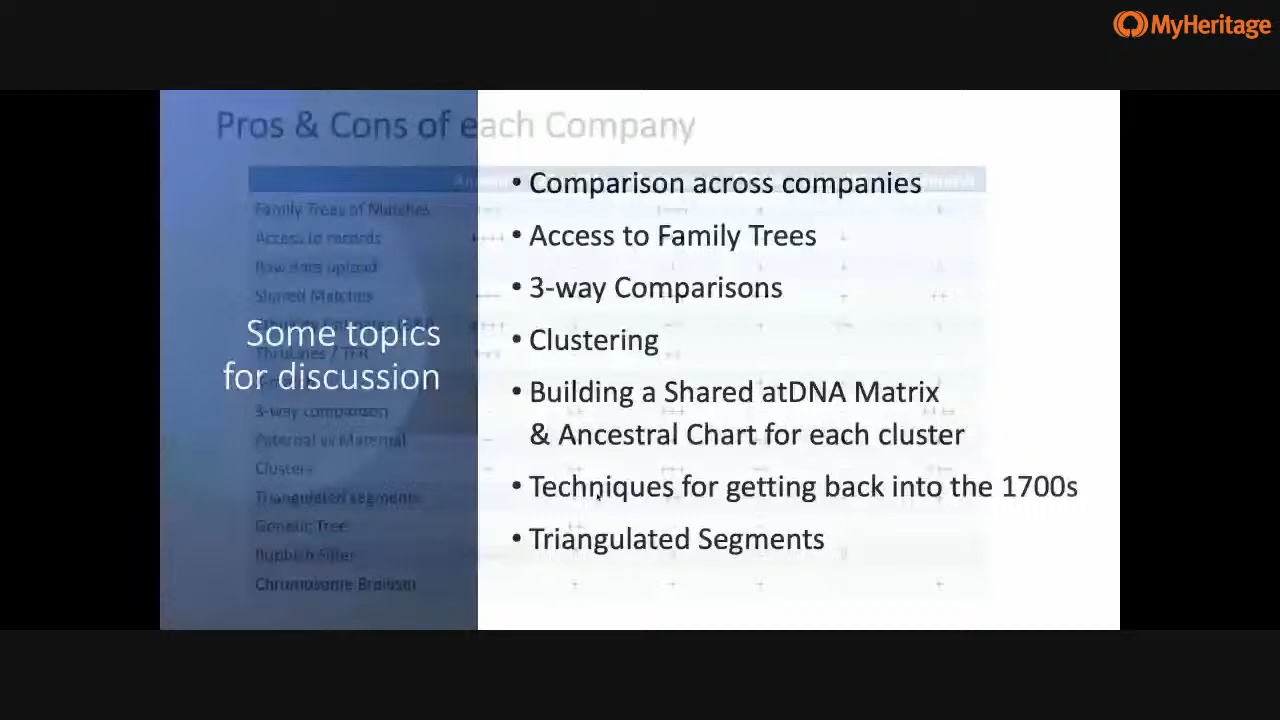 MyHeritage
Pros & Cons of each Company
Some topics
for discussion
• Comparison across companies
• Access to Family Trees
• 3-way Comparisons
• Clustering
• Building a Shared atDNA Matrix
& Ancestral Chart for each cluster
• Techniques for getting back into the 1700s
• Triangulated Segments
Family Trees of Matches
Access to records
Raw data upload
Shared Matches
3-way comparison
Paternal vs Maternal
Clusters
Triangulated segments
Genetic Tree
Rubbish Filter
Chromosome Browser